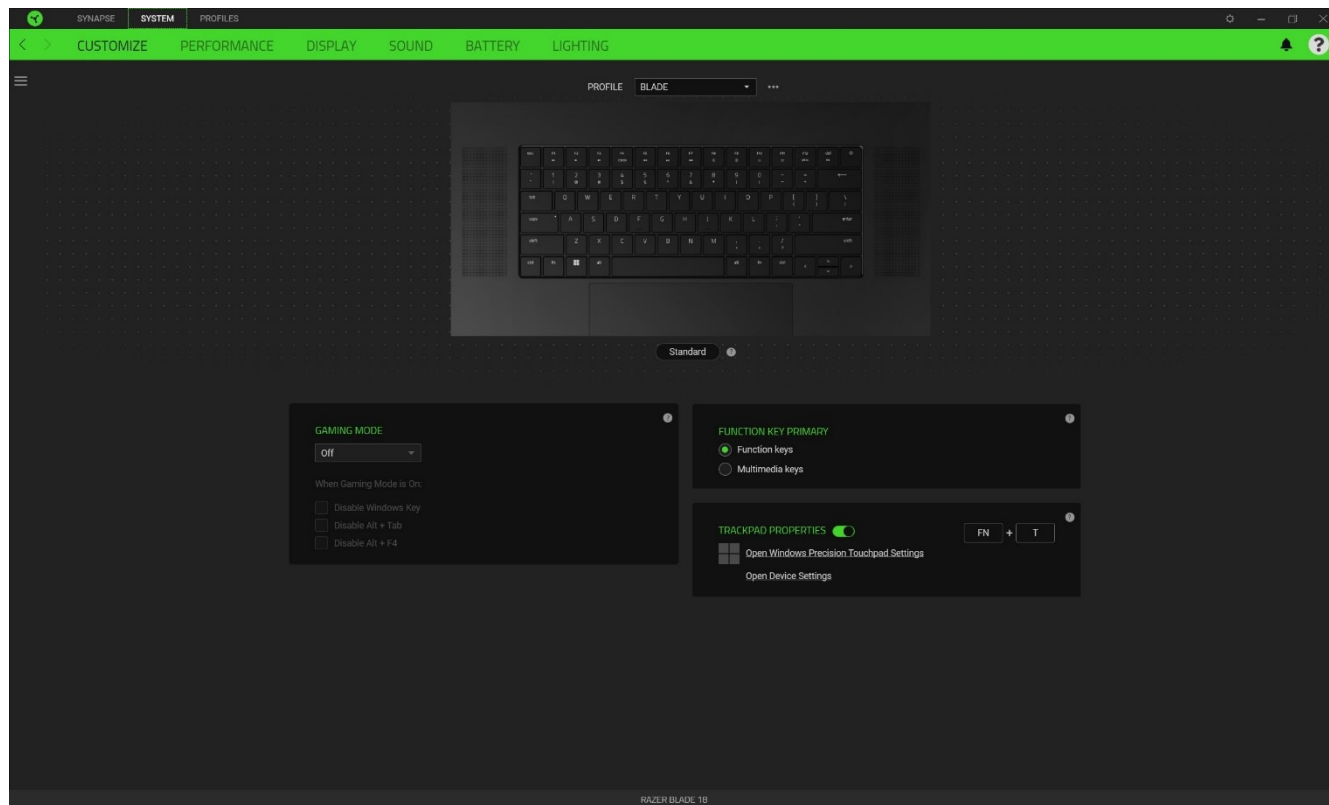 SYNAPSE SYSTEM PROFILES
CUSTOMIZE PERFORMANCE DISPLAY SOUND BATTERY LIGHTING
PROFILE BLADE
Q W E R T Y U I O P
A S D F G H J K L
Z X C V B N M
Standard
GAMING MODE
Off
When Gaming Mode is On:
Disable Windows Key
Disable Alt + Tab
Disable Alt + F4
FUNCTION KEY PRIMARY
Function keys
Multimedia keys
TRACKPAD PROPERTIES FN + T
Open Windows Precision Touchpad Settings
Open Device Settings
RAZER BLADE 18